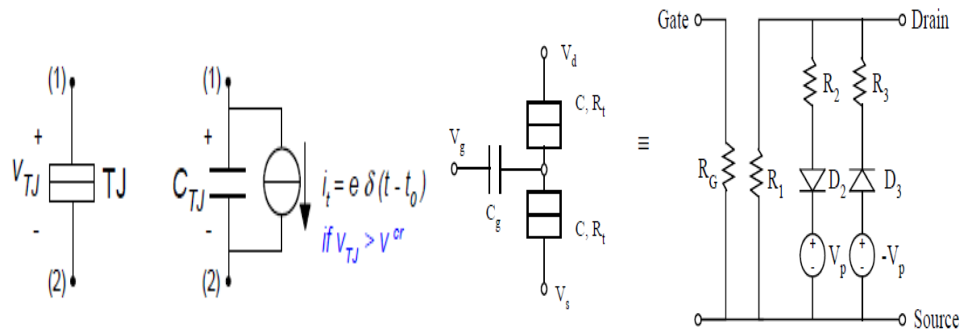 (1)
+
V_TJ
TJ
-
(2)
(1)
+
C_TJ
-
(2)
i_t = e δ(t - t_0)
if v_TJ > v^cr
V_d
C, R_t
V_g
C_g
C, R_t
V_s
≡
Gate
Drain
R_2
R_3
R_G
R_1
D_2
D_3
+
-
V_p
+
-
-V_p
Source